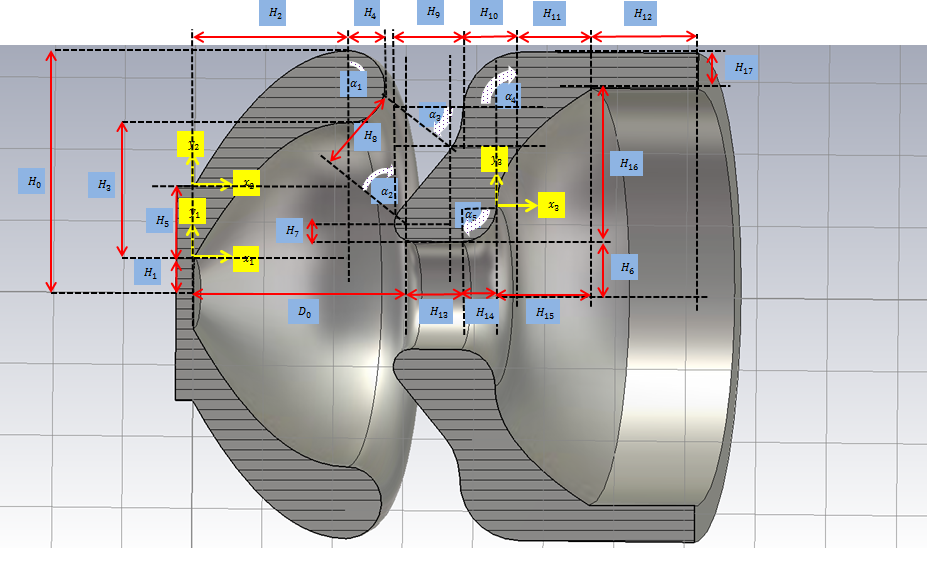 H₂ H₄ H₉ H₁₀ H₁₁ H₁₂
H₁₇
α₁
α₄
α₃
H₈
y₂
H₀
H₃
x₂
α₂
y₃
H₁₆
x₃
y₁
H₅
α₅
H₇
x₁
H₁
H₆
D₀ H₁₃ H₁₄ H₁₅